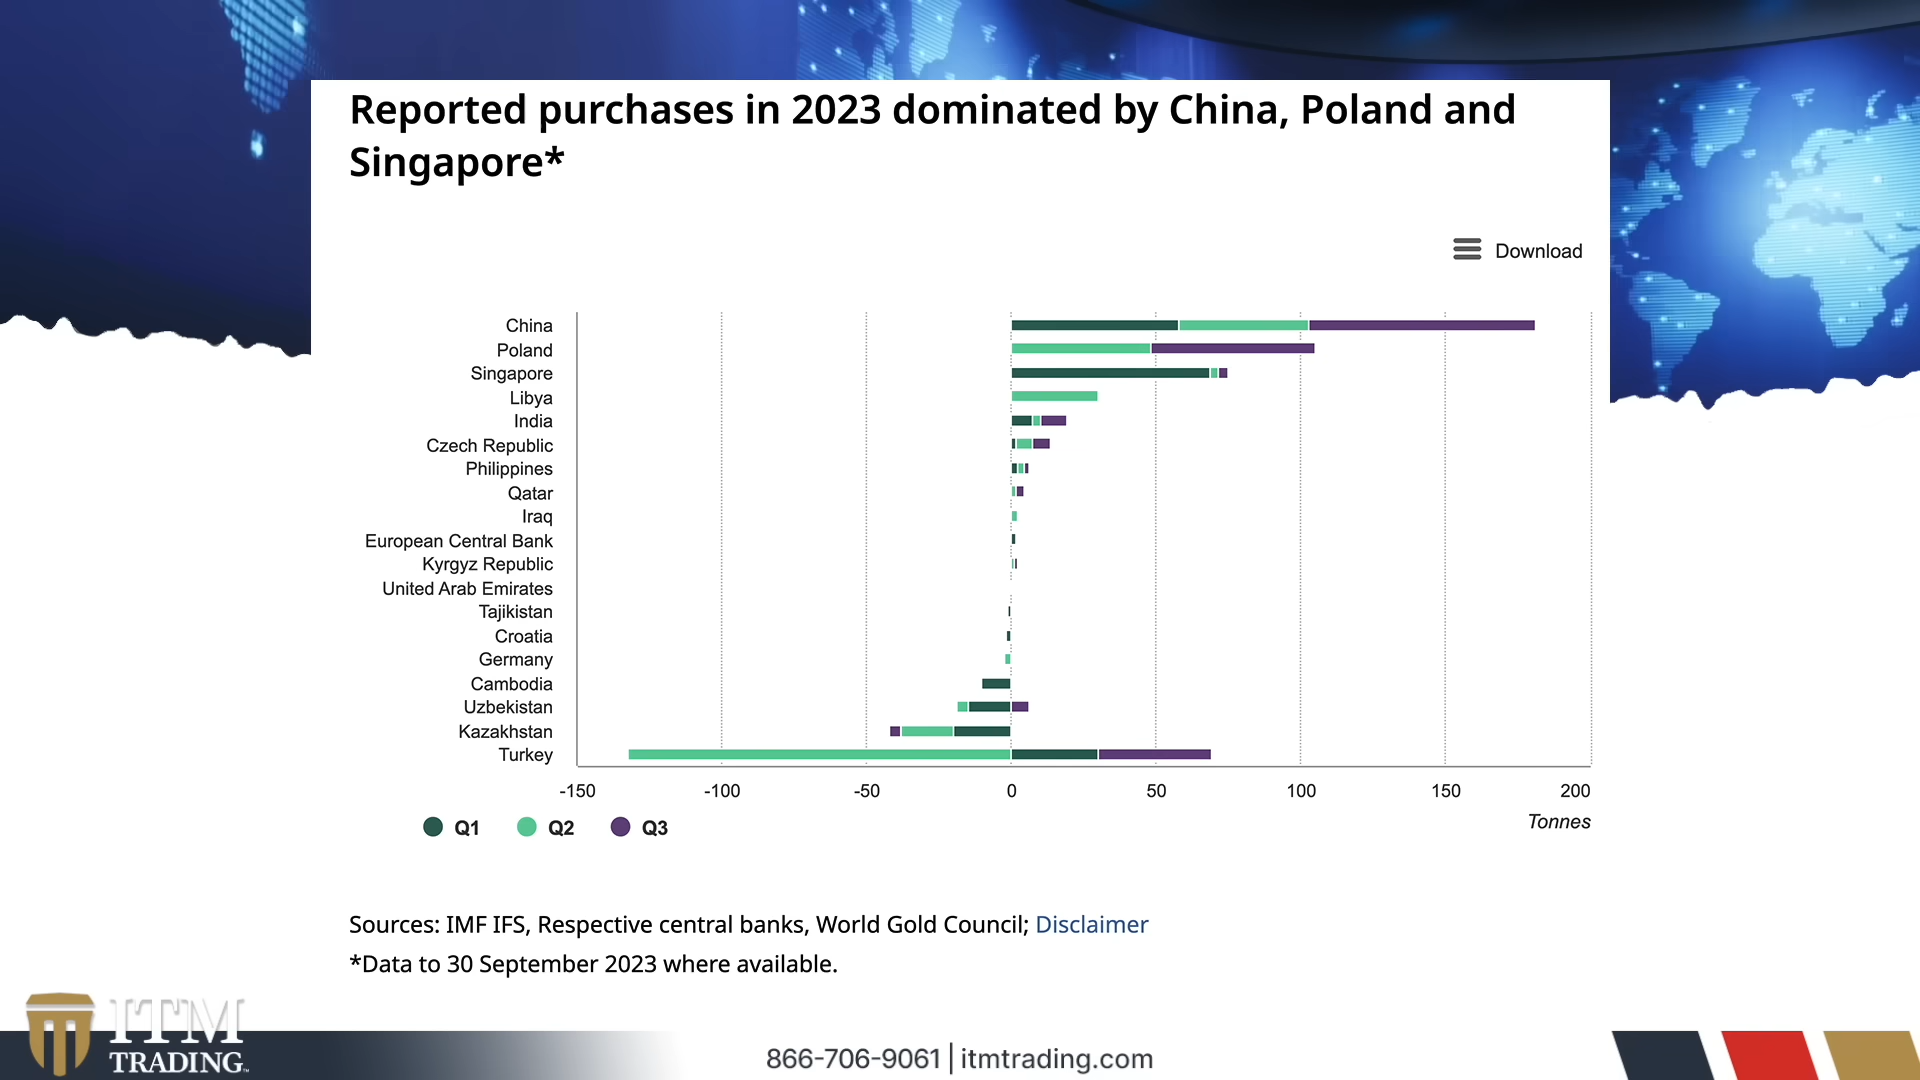 Reported purchases in 2023 dominated by China, Poland and
Singapore*
Download
China
Poland
Singapore
Libya
India
Czech Republic
Philippines
Qatar
Iraq
European Central Bank
Kyrgyz Republic
United Arab Emirates
Tajikistan
Croatia
Germany
Cambodia
Uzbekistan
Kazakhstan
Turkey
-150 -100 -50 0 50 100 150 200
Tonnes
Q1 Q2 Q3
Sources: IMF IFS, Respective central banks, World Gold Council; Disclaimer
*Data to 30 September 2023 where available.
ITM
TRADING
866-706-9061 | itmtrading.com